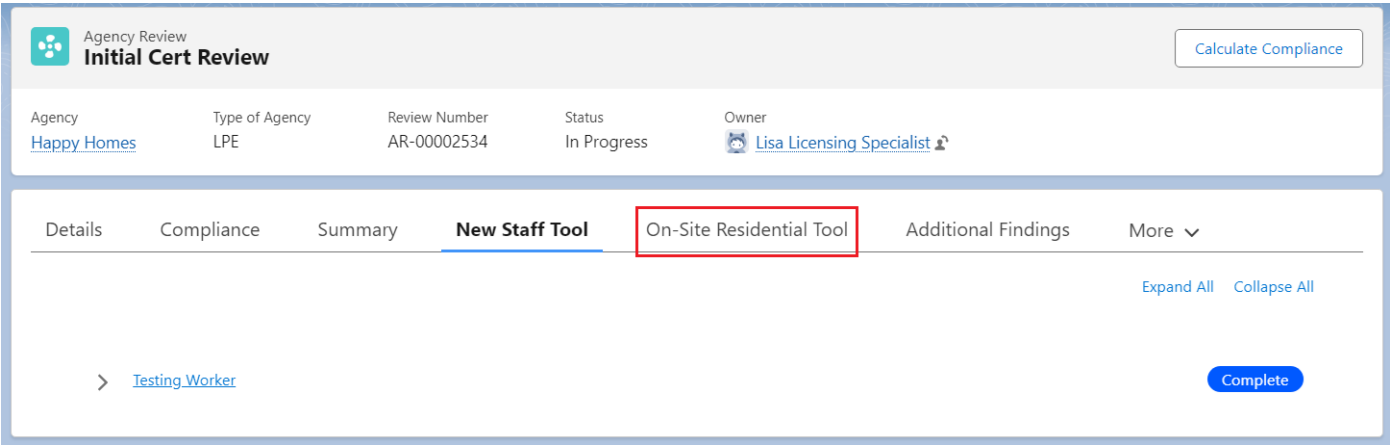 Agency Review
Initial Cert Review
Calculate Compliance
Agency Type of Agency Review Number Status Owner
Happy Homes LPE AR-00002534 In Progress Lisa Licensing Specialist
Details Compliance Summary New Staff Tool On-Site Residential Tool Additional Findings More
Expand All Collapse All
Testing Worker Complete